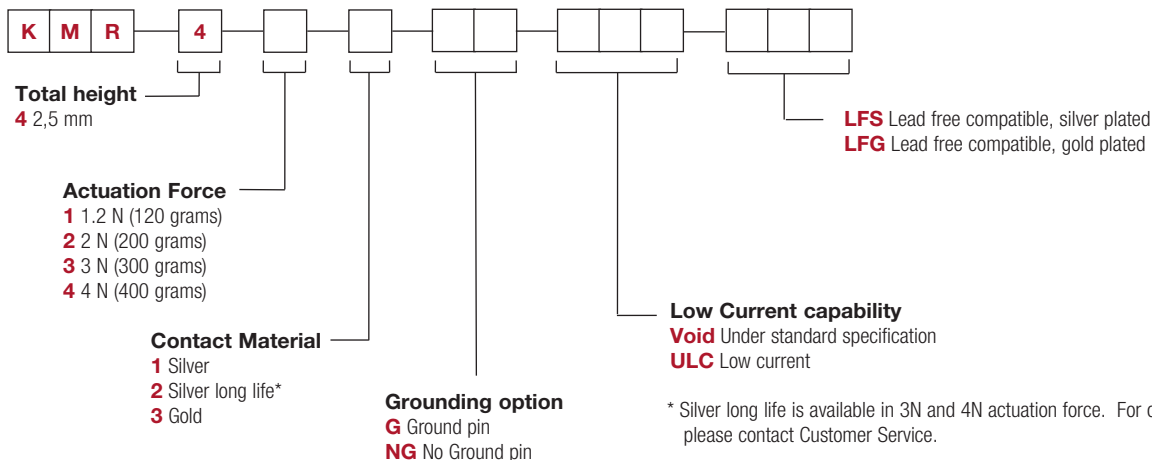 K M R 4
Total height
4 2,5 mm
LFS Lead free compatible, silver plated
LFG Lead free compatible, gold plated
Actuation Force
1 1.2 N (120 grams)
2 2 N (200 grams)
3 3 N (300 grams)
4 4 N (400 grams)
Low Current capability
Void Under standard specification
ULC Low current
Contact Material
1 Silver
2 Silver long life*
3 Gold
Grounding option
G Ground pin
NG No Ground pin
* Silver long life is available in 3N and 4N actuation force. For
please contact Customer Service.